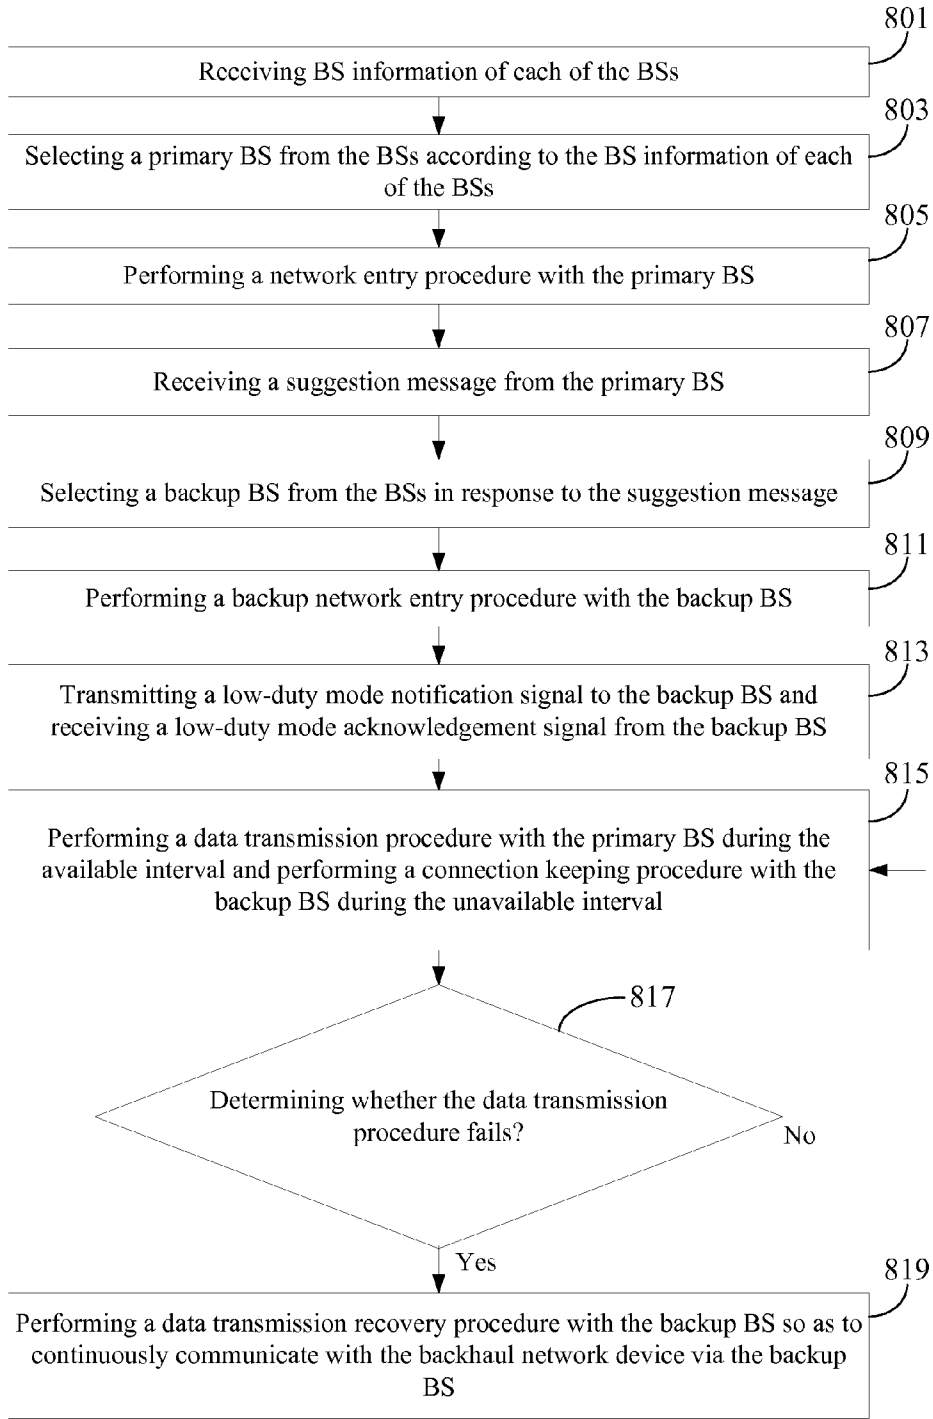 801
Receiving BS information of each of the BSs
803
Selecting a primary BS from the BSs according to the BS information of each
of the BSs
805
Performing a network entry procedure with the primary BS
807
Receiving a suggestion message from the primary BS
809
Selecting a backup BS from the BSs in response to the suggestion message
811
Performing a backup network entry procedure with the backup BS
813
Transmitting a low-duty mode notification signal to the backup BS and
receiving a low-duty mode acknowledgement signal from the backup BS
815
Performing a data transmission procedure with the primary BS during the
available interval and performing a connection keeping procedure with the
backup BS during the unavailable interval
817
Determining whether the data transmission
procedure fails?
No
Yes
819
Performing a data transmission recovery procedure with the backup BS so as to
continuously communicate with the backhaul network device via the backup
BS